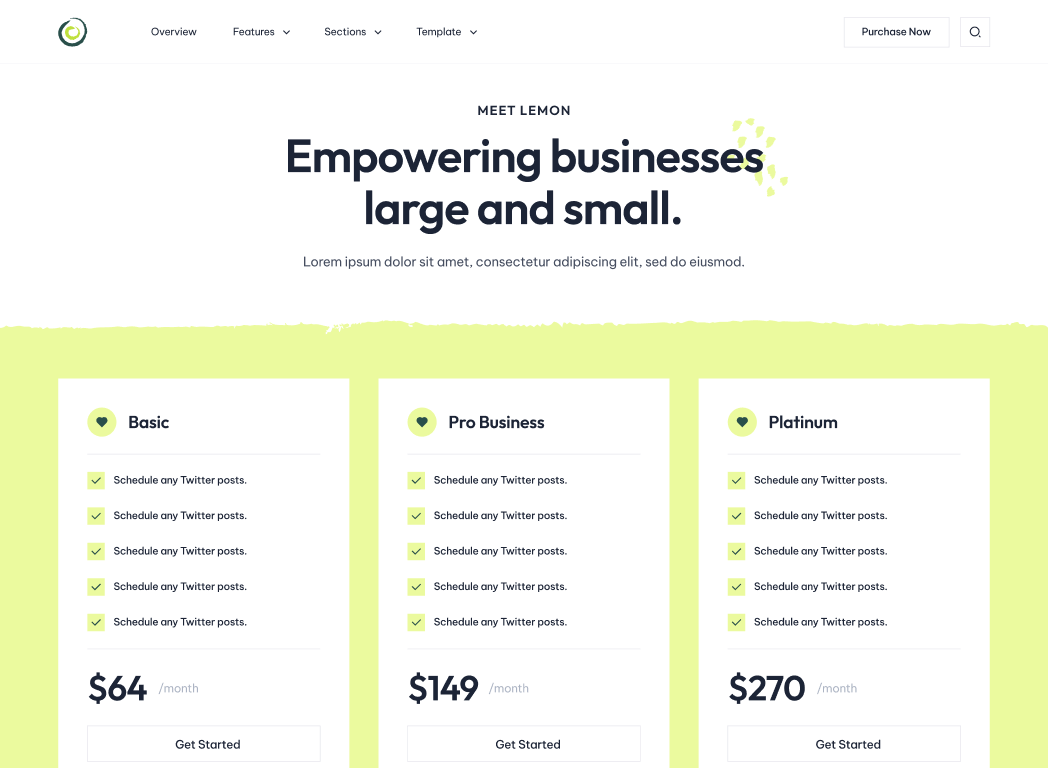 Overview
Features
Sections
Template
Purchase Now
MEET LEMON
Empowering businesses
large and small.
Lorem ipsum dolor sit amet, consectetur adipiscing elit, sed do eiusmod.
Basic
Schedule any Twitter posts.
Schedule any Twitter posts.
Schedule any Twitter posts.
Schedule any Twitter posts.
Schedule any Twitter posts.
$64 /month
Get Started
Pro Business
Schedule any Twitter posts.
Schedule any Twitter posts.
Schedule any Twitter posts.
Schedule any Twitter posts.
Schedule any Twitter posts.
$149 /month
Get Started
Platinum
Schedule any Twitter posts.
Schedule any Twitter posts.
Schedule any Twitter posts.
Schedule any Twitter posts.
Schedule any Twitter posts.
$270 /month
Get Started